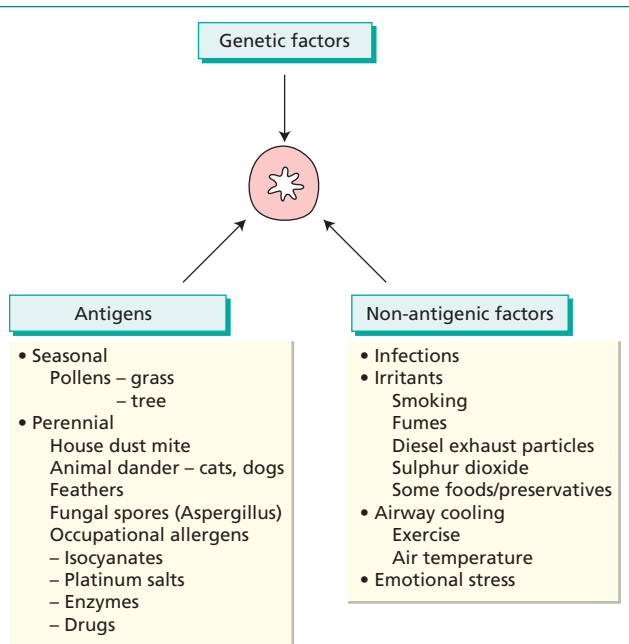 Genetic factors
Antigens
• Seasonal
Pollens – grass
– tree
• Perennial
House dust mite
Animal dander – cats, dogs
Feathers
Fungal spores (Aspergillus)
Occupational allergens
– Isocyanates
– Platinum salts
– Enzymes
– Drugs
Non-antigenic factors
• Infections
• Irritants
Smoking
Fumes
Diesel exhaust particles
Sulphur dioxide
Some foods/preservatives
• Airway cooling
Exercise
Air temperature
• Emotional stress